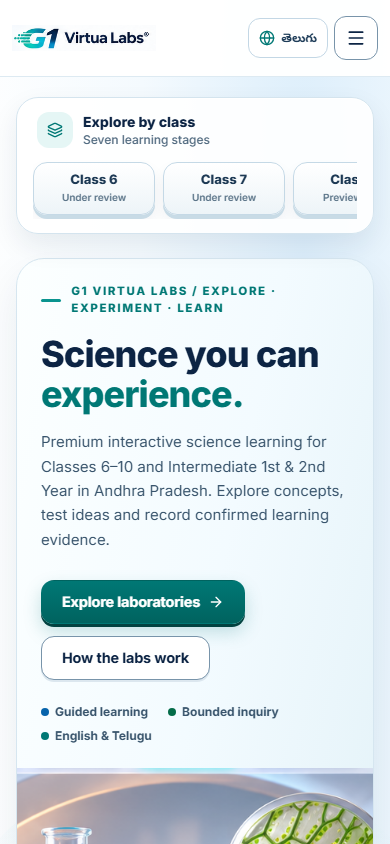 G1 Virtua Labs®
తెలుగు
Explore by class
Seven learning stages
Class 6
Under review
Class 7
Under review
G1 VIRTUA LABS / EXPLORE ·
EXPERIMENT · LEARN
Science you can
experience.
Premium interactive science learning for
Classes 6–10 and Intermediate 1st & 2nd
Year in Andhra Pradesh. Explore concepts,
test ideas and record confirmed learning
evidence.
Explore laboratories →
How the labs work
Guided learning
Bounded inquiry
English & Telugu